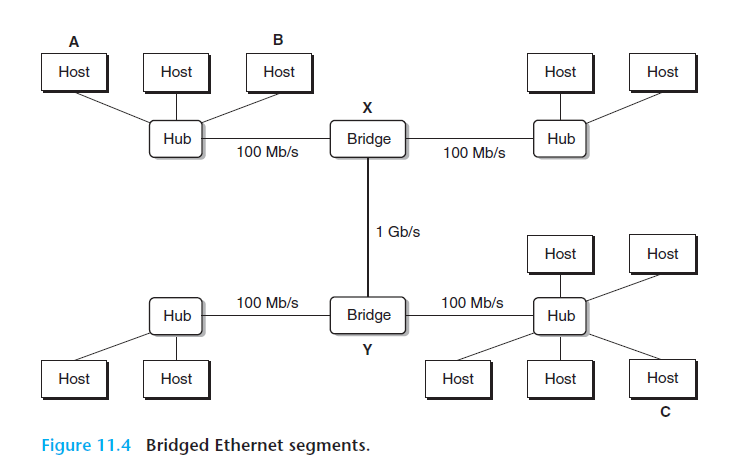 A
B
Host
Host
Host
Host
Host
X
Hub
Bridge
Hub
100 Mb/s
100 Mb/s
1 Gb/s
Host
Host
100 Mb/s
100 Mb/s
Hub
Bridge
Hub
Y
Host
Host
Host
Host
Host
C
Figure 11.4 Bridged Ethernet segments.